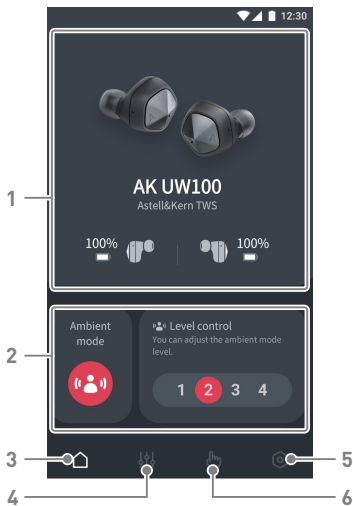 12:30
1
AK UW100
Astell&Kern TWS
100%
100%
2
Ambient
mode
Level control
You can adjust the ambient mode
level.
1 2 3 4
3
5
4
6